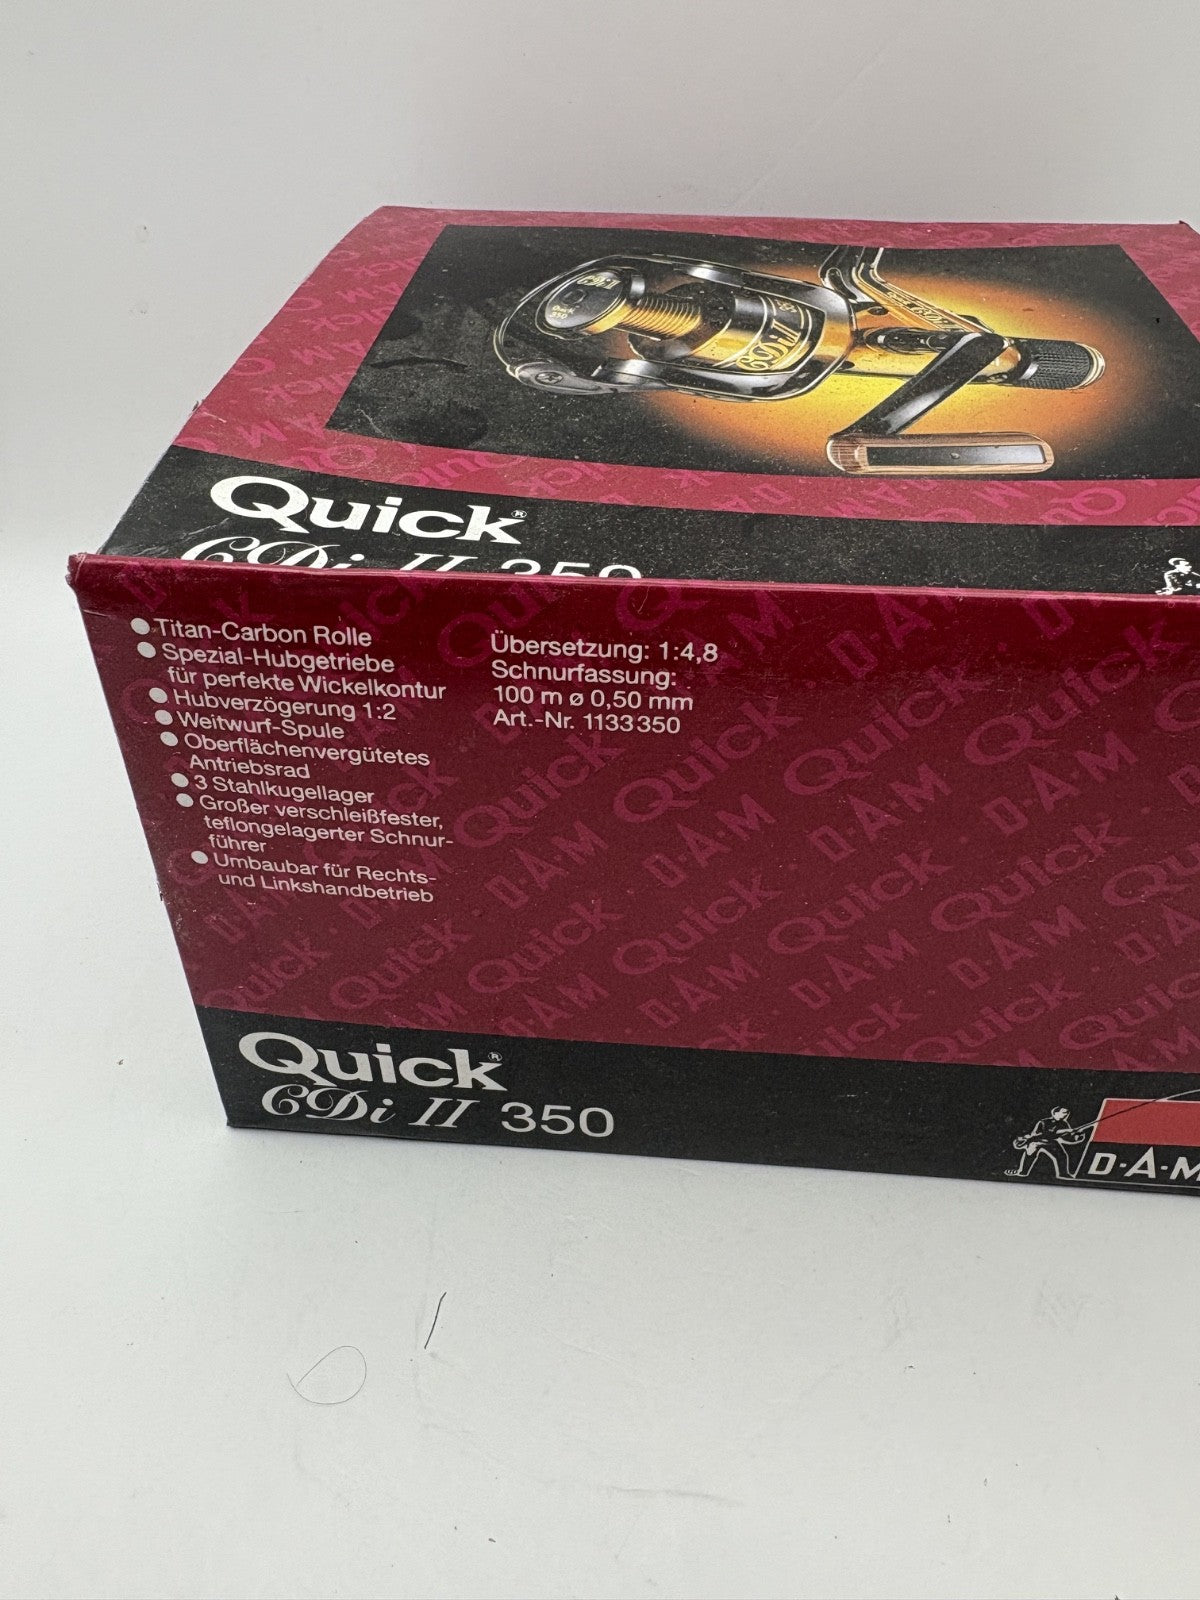 Quick®
CDi II 350
● Titan-Carbon Rolle
● Spezial-Hubgetriebe
für perfekte Wickelkontur
● Hubverzögerung 1:2
● Weitwurf-Spule
● Oberflächenvergütetes
Antriebsrad
● 3 Stahlkugellager
● Großer verschleißfester,
teflongelagerter Schnur-
führer
● Umbaubar für Rechts-
und Linkshandbetrieb
Übersetzung: 1:4,8
Schnurfassung:
100 m ø 0,50 mm
Art.-Nr. 1133350
Quick®
CDi II 350
D·A·M